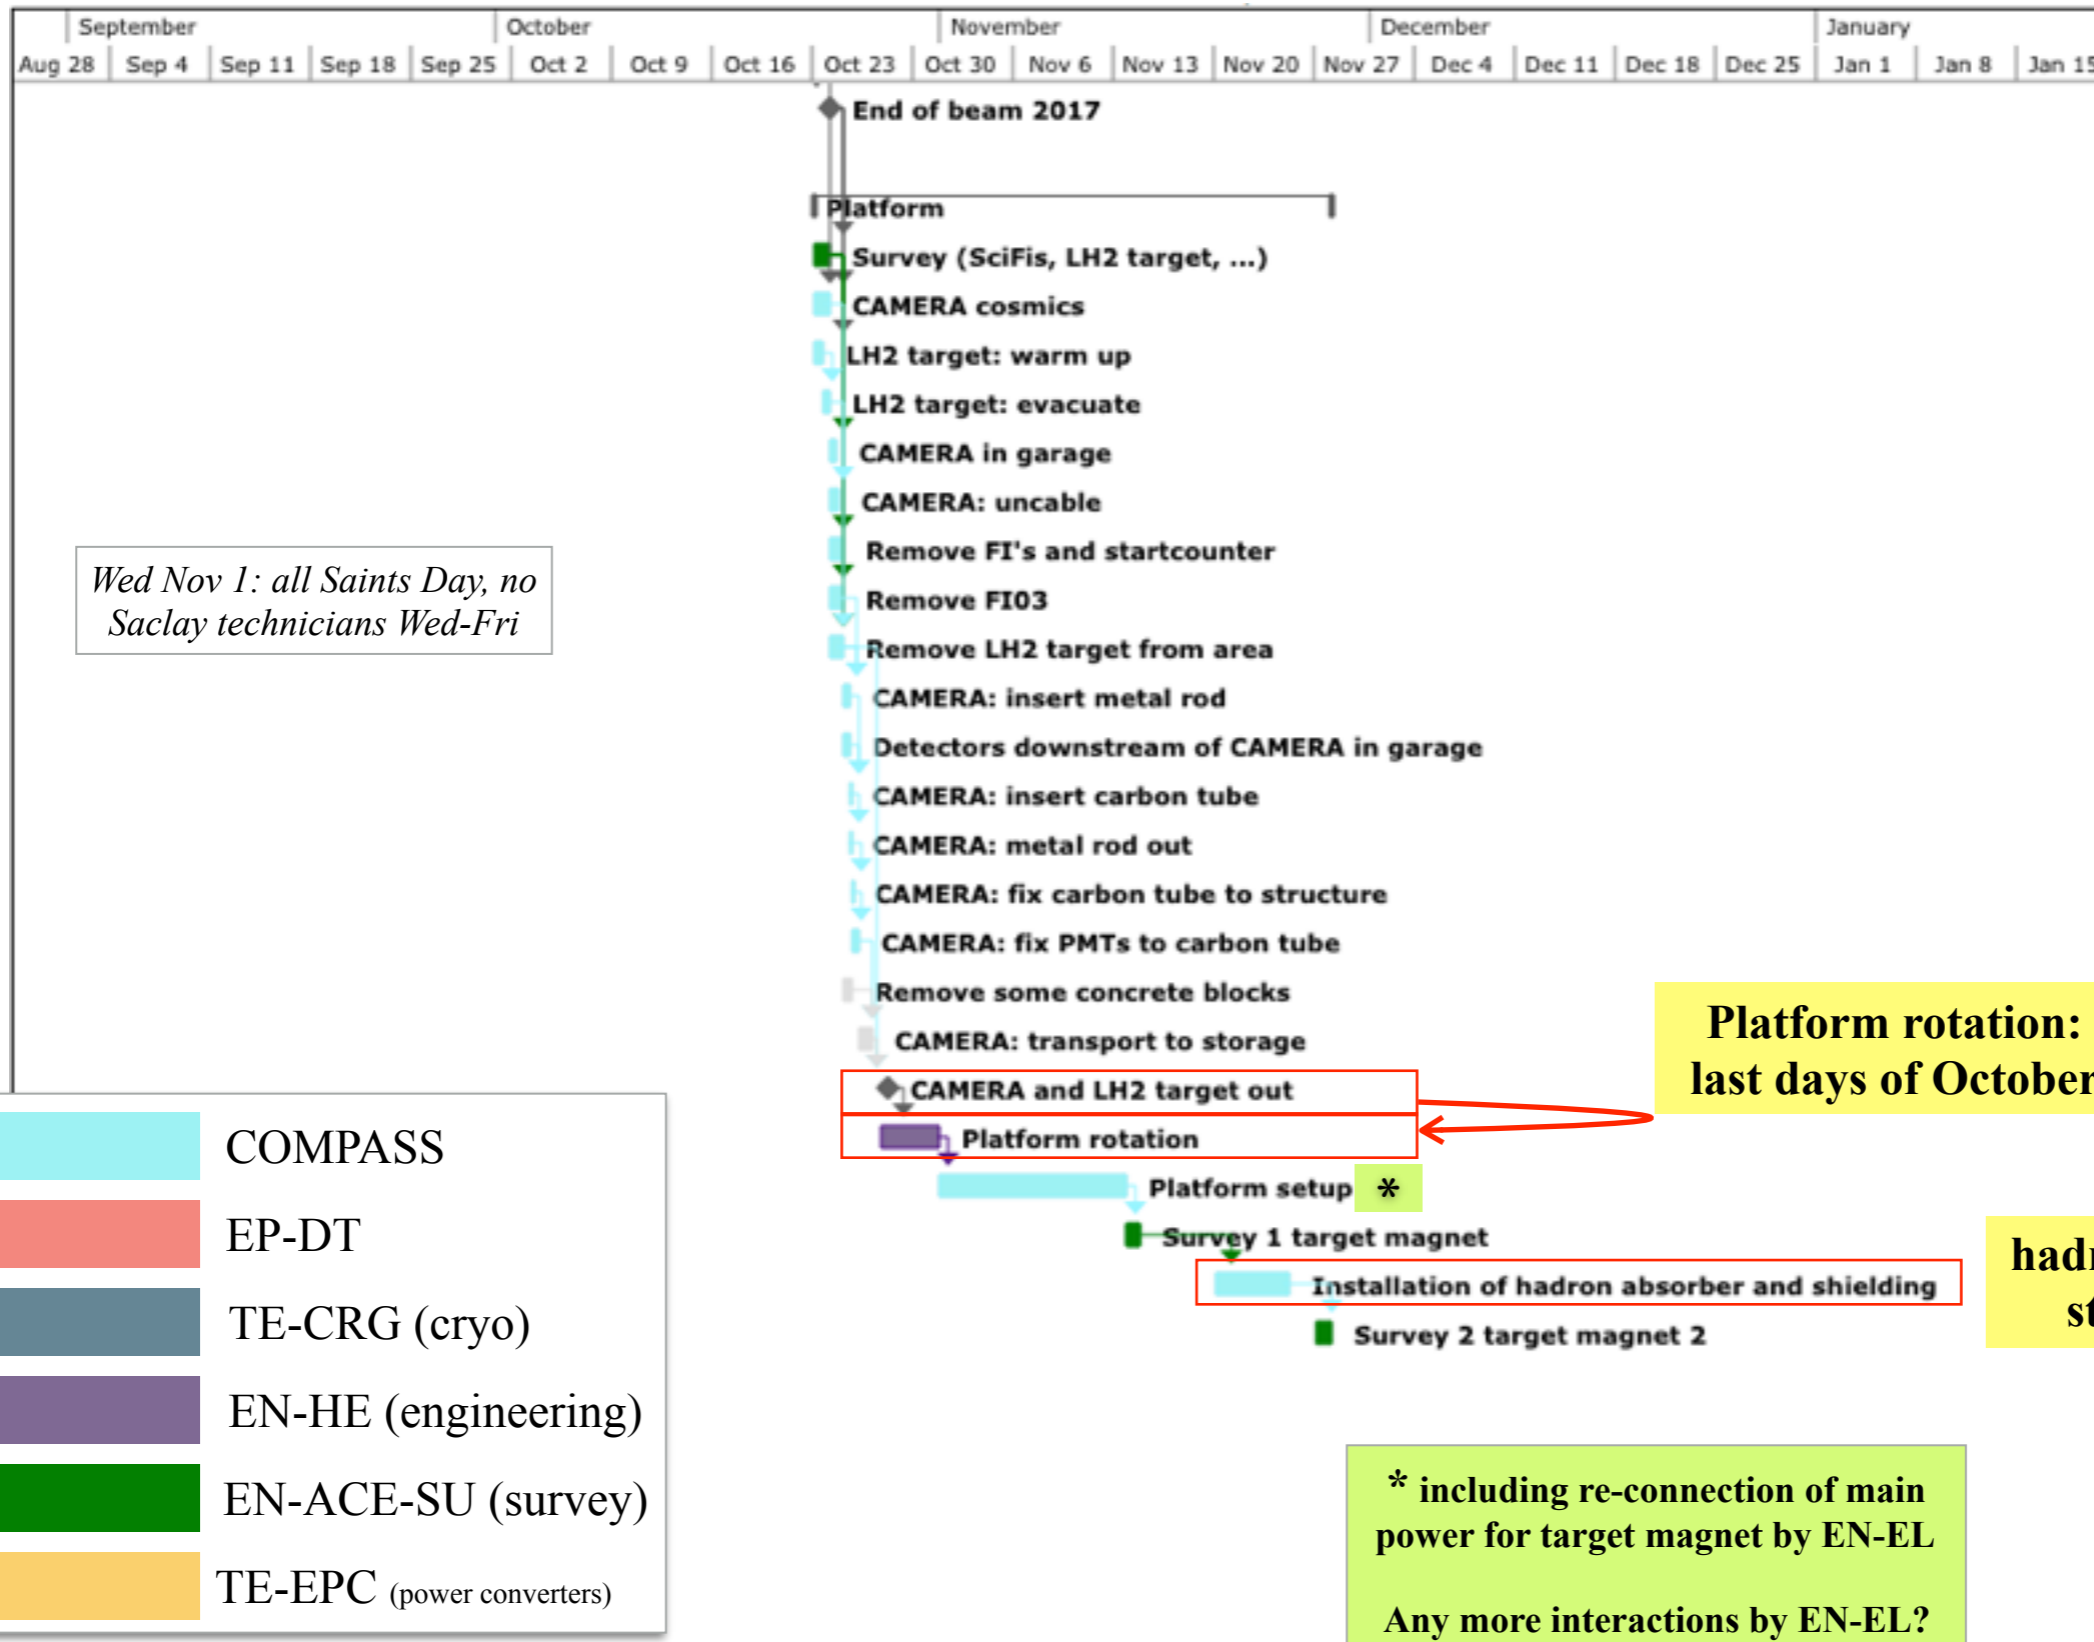 September October November December January
Aug 28 Sep 4 Sep 11 Sep 18 Sep 25 Oct 2 Oct 9 Oct 16 Oct 23 Oct 30 Nov 6 Nov 13 Nov 20 Nov 27 Dec 4 Dec 11 Dec 18 Dec 25 Jan 1 Jan 8 Jan 15
End of beam 2017
Platform
Survey (SciFis, LH2 target, ...)
CAMERA cosmics
LH2 target: warm up
LH2 target: evacuate
CAMERA in garage
CAMERA: uncable
Remove FI's and startcounter
Remove FI03
Remove LH2 target from area
CAMERA: insert metal rod
Detectors downstream of CAMERA in garage
CAMERA: insert carbon tube
CAMERA: metal rod out
CAMERA: fix carbon tube to structure
CAMERA: fix PMTs to carbon tube
Remove some concrete blocks
CAMERA: transport to storage
CAMERA and LH2 target out
Platform rotation
Platform setup *
Survey 1 target magnet
Installation of hadron absorber and shielding
Survey 2 target magnet 2
Wed Nov 1: all Saints Day, no
Saclay technicians Wed-Fri
Platform rotation:
last days of October
COMPASS
EP-DT
TE-CRG (cryo)
EN-HE (engineering)
EN-ACE-SU (survey)
TE-EPC (power converters)
* including re-connection of main
power for target magnet by EN-EL
Any more interactions by EN-EL?